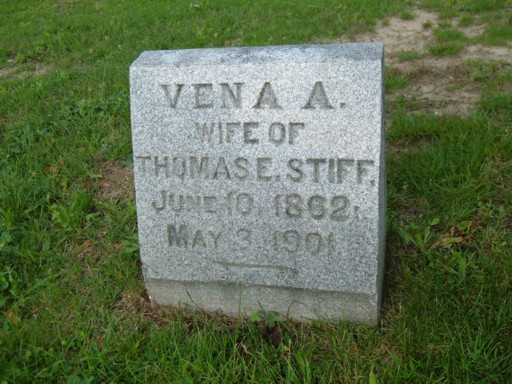 VENA A.
WIFE OF
THOMAS E. STIFF,
JUNE 10, 1862.
MAY 3, 1901.